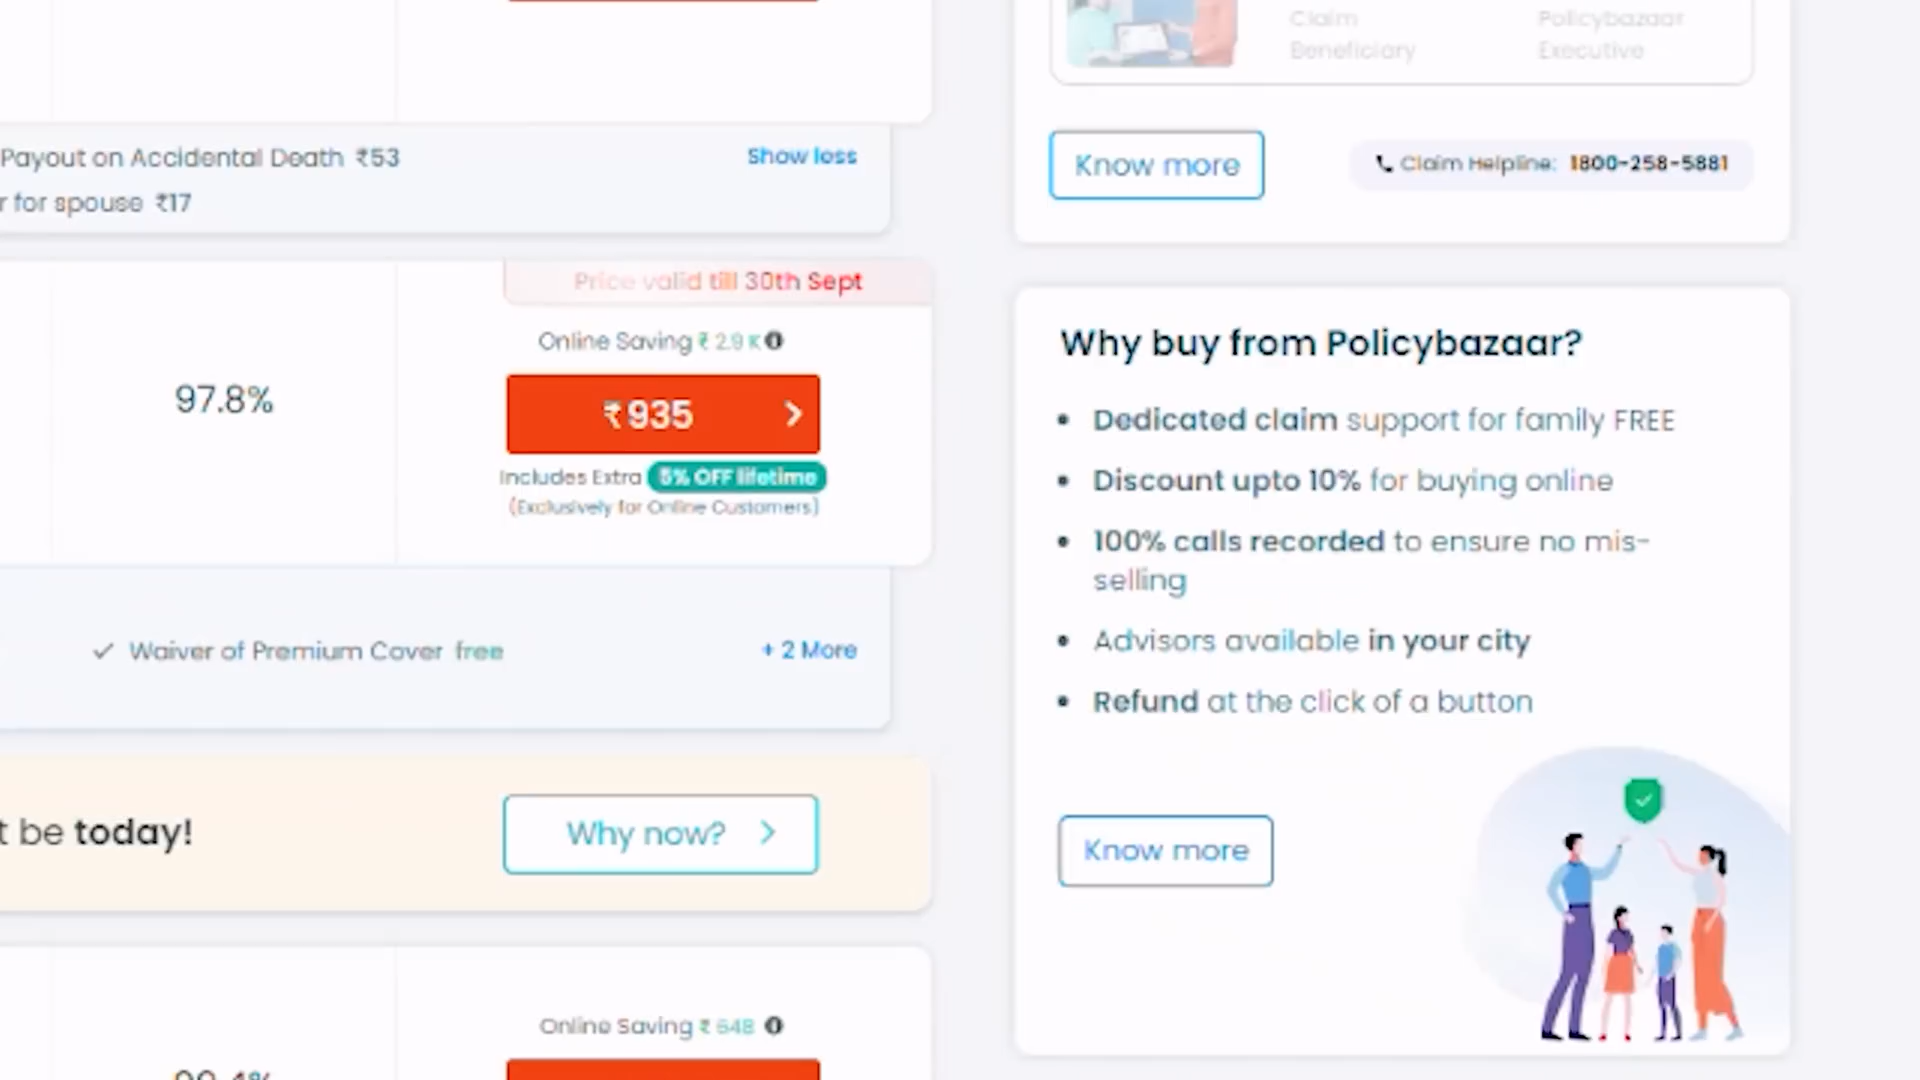 Payout on Accidental Death ₹53
Show less
r for spouse ₹17
Price valid till 30th Sept
Online Saving ₹ 2.9 K
97.8%
₹935
Includes Extra 5% OFF lifetime
(Exclusively for Online Customers)
Waiver of Premium Cover free
+ 2 More
t be today!
Why now?
Online Saving ₹ 648
Claim
Beneficiary
Policybazaar
Executive
Know more
Claim Helpline: 1800-258-5881
Why buy from Policybazaar?
• Dedicated claim support for family FREE
• Discount upto 10% for buying online
• 100% calls recorded to ensure no mis-
selling
• Advisors available in your city
• Refund at the click of a button
Know more